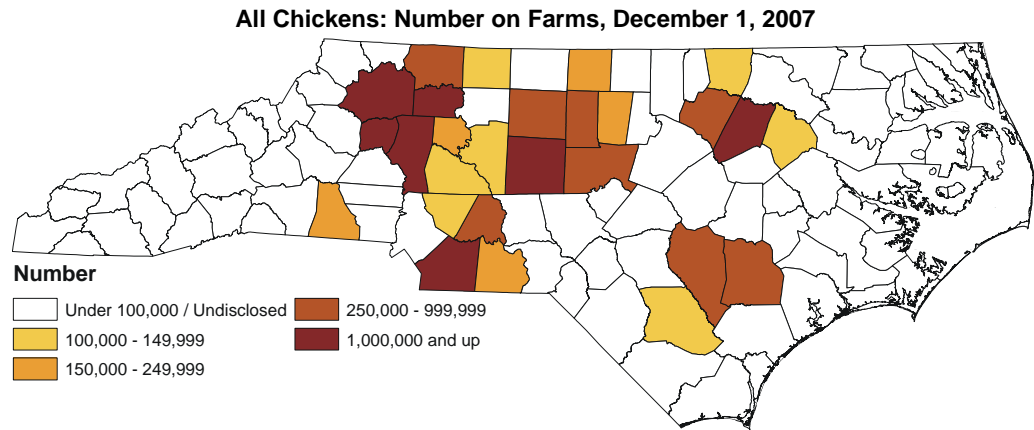 All Chickens: Number on Farms, December 1, 2007
Number
Under 100,000 / Undisclosed
100,000 - 149,999
150,000 - 249,999
250,000 - 999,999
1,000,000 and up